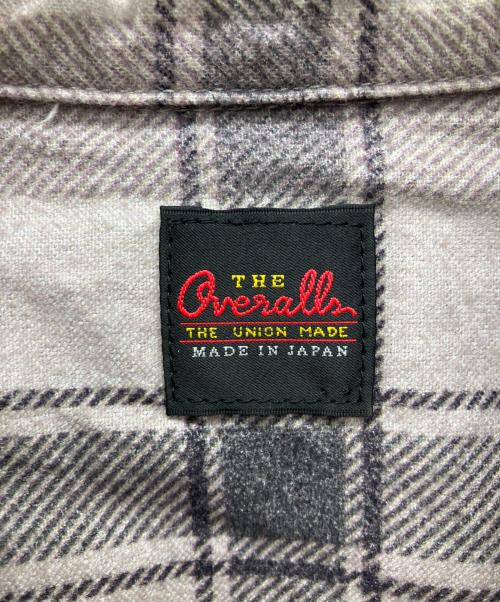 THE
Overalls
THE UNION MADE
MADE IN JAPAN